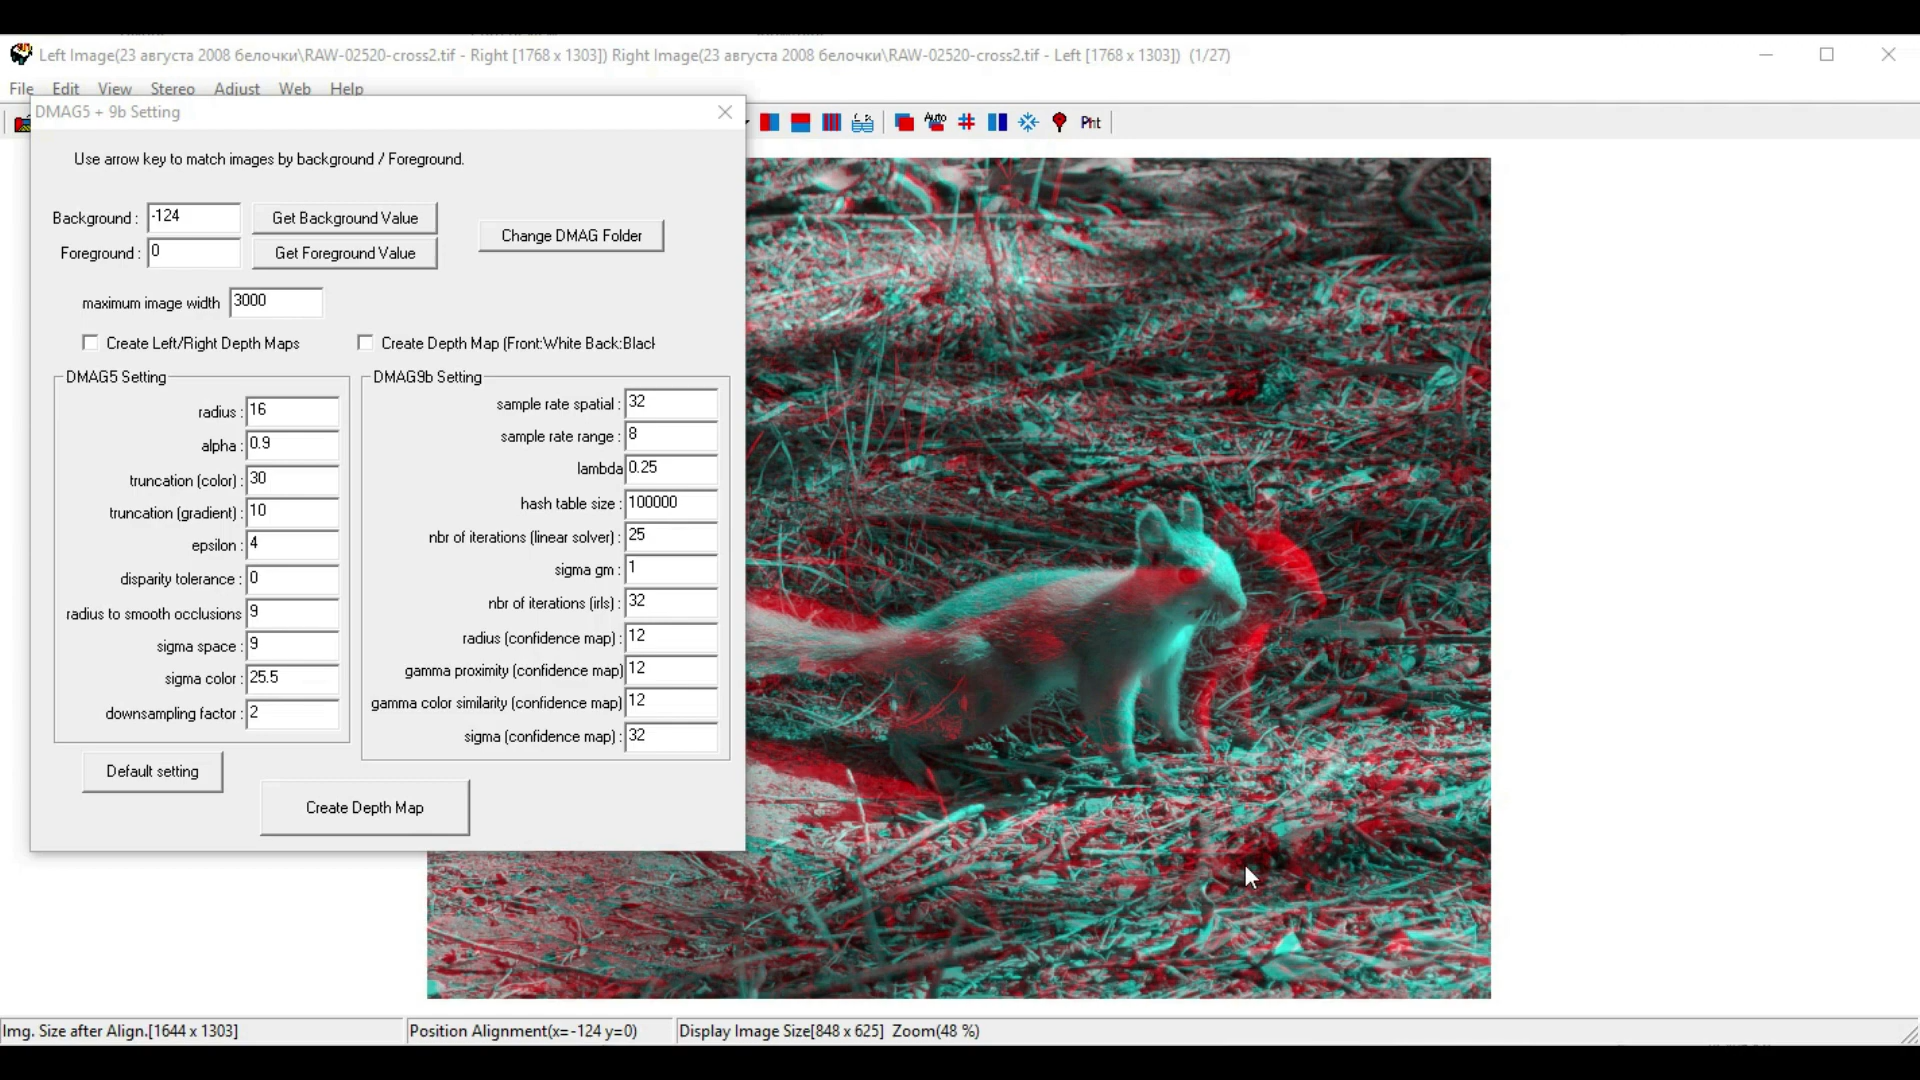 Left Image(23 августа 2008 белочки\RAW-02520-cross2.tif - Right [1768 x 1303]) Right Image(23 августа 2008 белочки\RAW-02520-cross2.tif - Left [1768 x 1303]) (1/27)
File Edit View Stereo Adjust Web Help
DMAG5 + 9b Setting
Auto
Pht
Use arrow key to match images by background / Foreground.
Background : -124 Get Background Value
Change DMAG Folder
Foreground : 0 Get Foreground Value
maximum image width 3000
Create Left/Right Depth Maps
Create Depth Map (Front:White Back:Black
DMAG5 Setting
radius : 16
alpha : 0.9
truncation (color) : 30
truncation (gradient) : 10
epsilon : 4
disparity tolerance : 0
radius to smooth occlusions 9
sigma space : 9
sigma color : 25.5
downsampling factor : 2
Default setting
DMAG9b Setting
sample rate spatial : 32
sample rate range : 8
lambda 0.25
hash table size : 100000
nbr of iterations (linear solver) : 25
sigma gm : 1
nbr of iterations (irls) : 32
radius (confidence map) : 12
gamma proximity (confidence map) 12
gamma color similarity (confidence map) 12
sigma (confidence map) : 32
Create Depth Map
Img. Size after Align.[1644 x 1303] Position Alignment(x=-124 y=0) Display Image Size[848 x 625] Zoom(48 %)